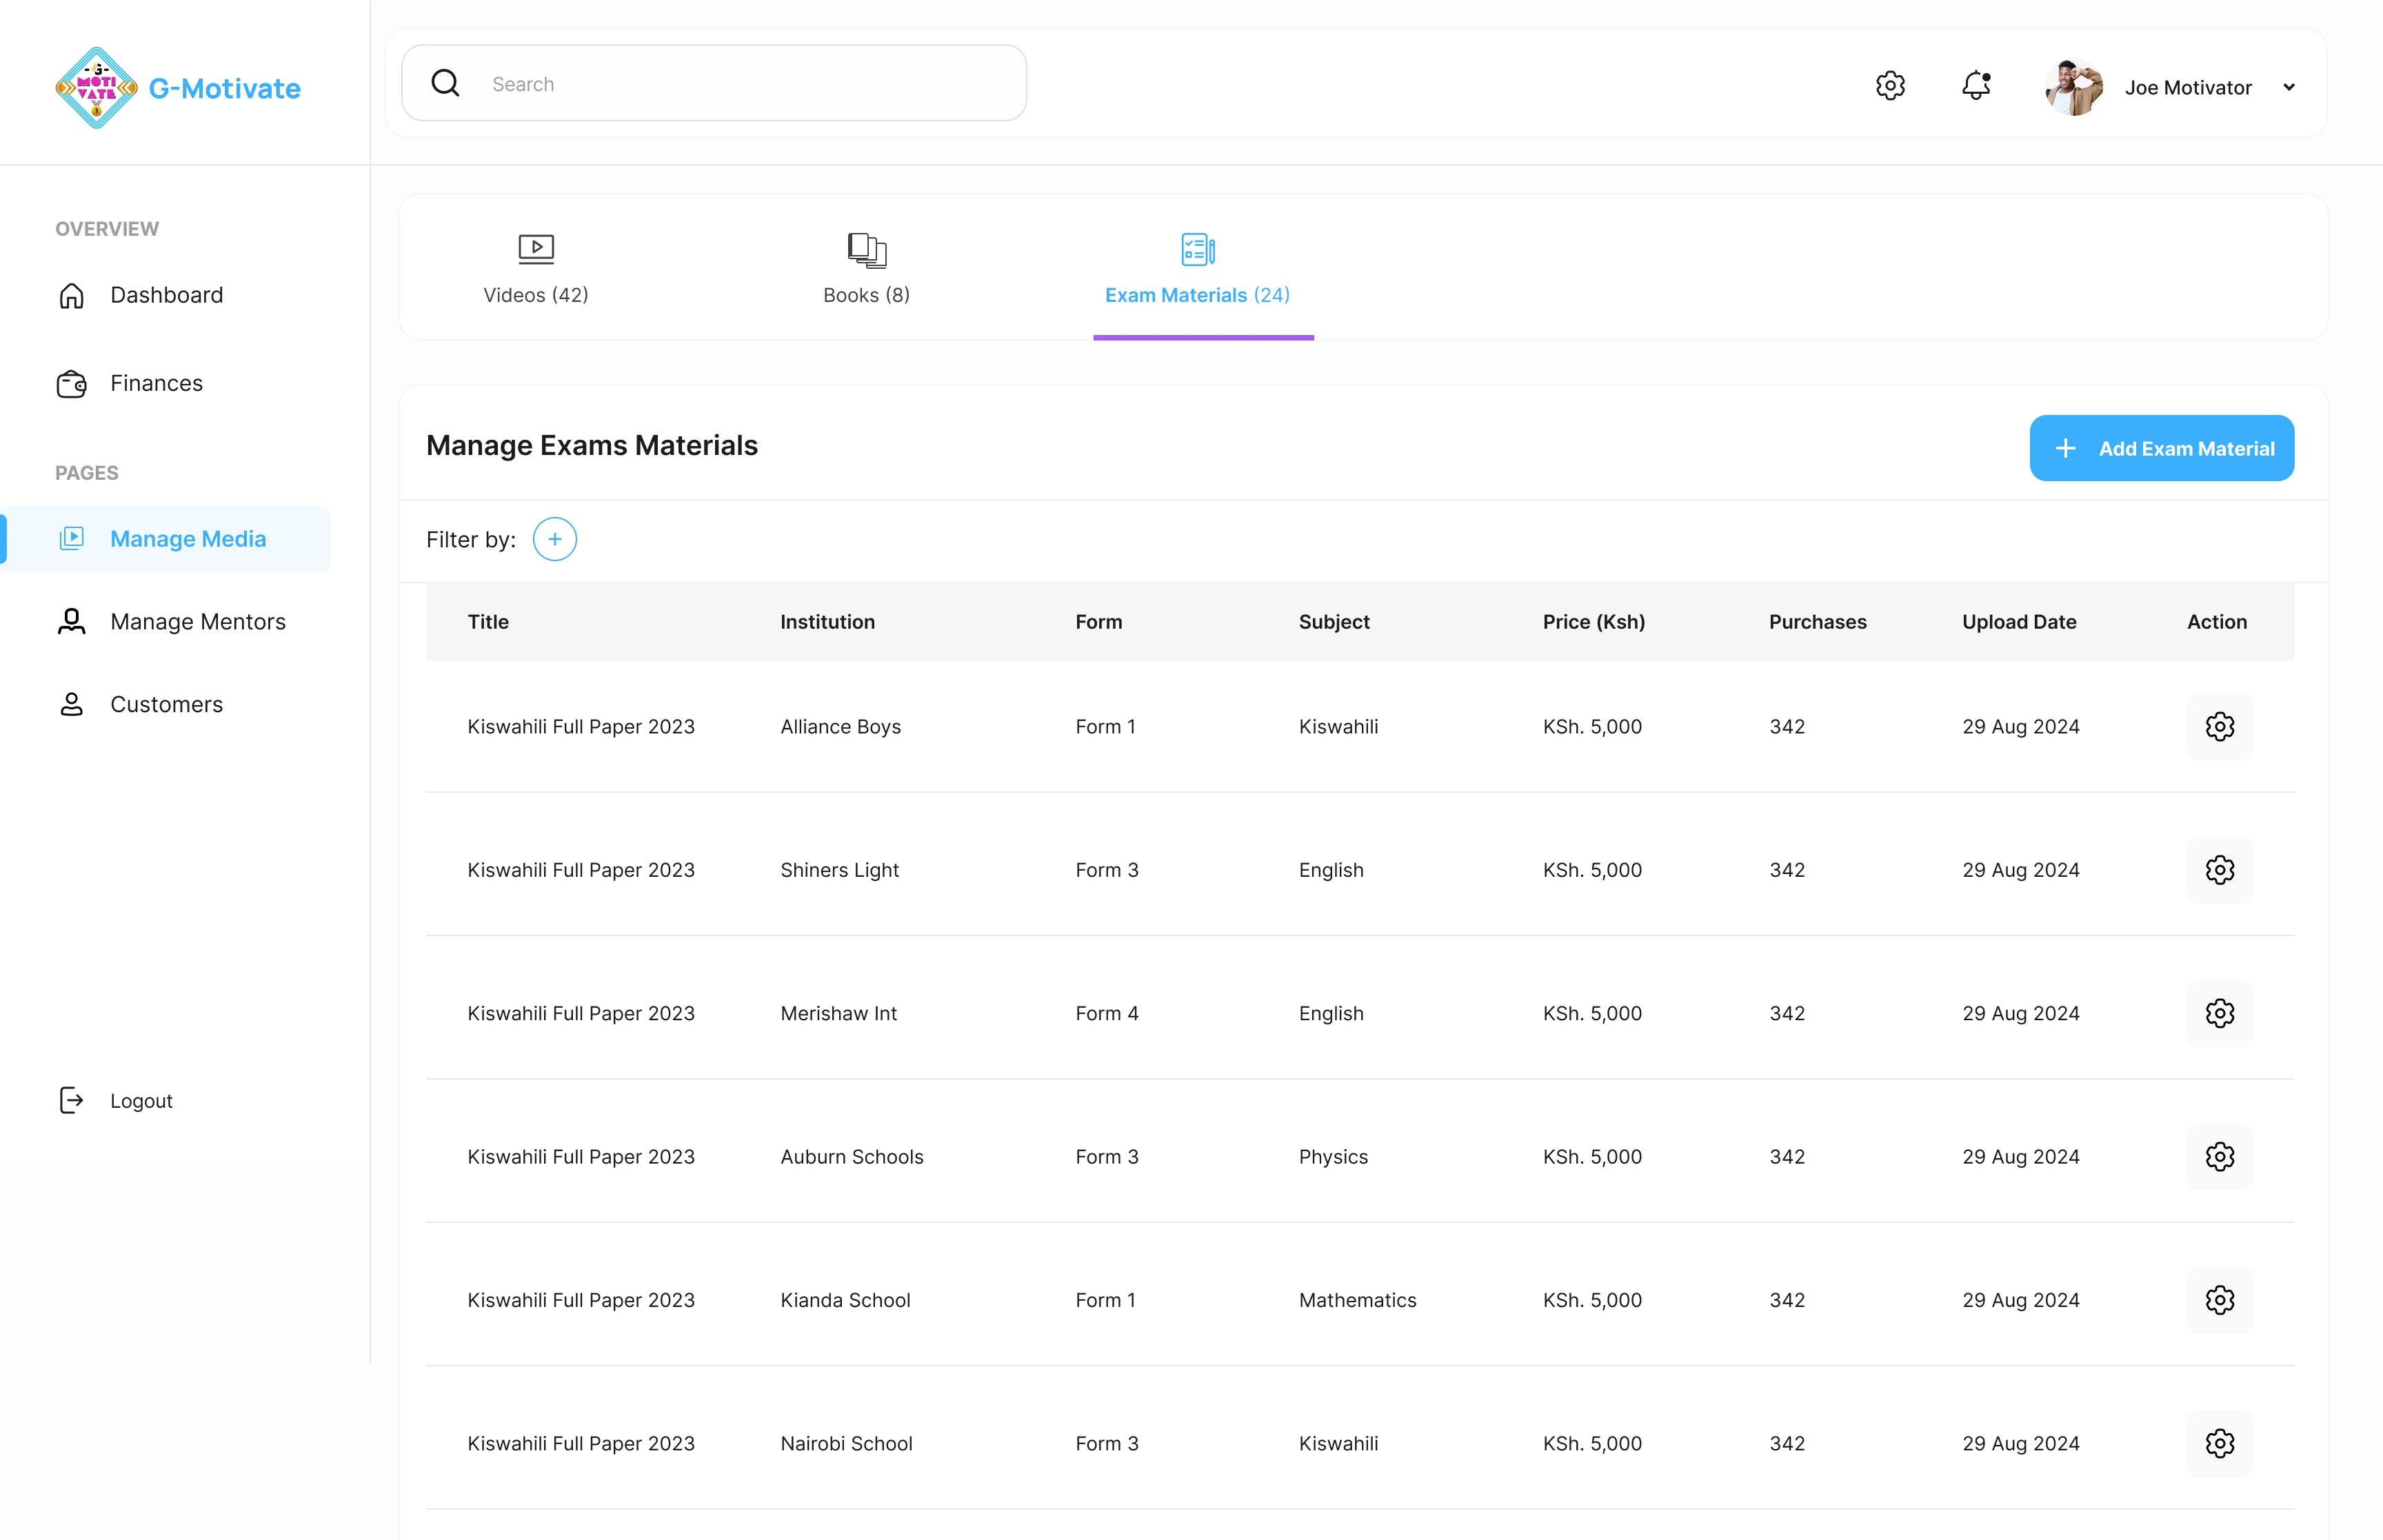 -G-
MOTI
VATE
G-Motivate
Search
Joe Motivator
OVERVIEW
Dashboard
Finances
PAGES
Manage Media
Manage Mentors
Customers
Logout
Videos (42)
Books (8)
Exam Materials (24)
Manage Exams Materials
Add Exam Material
Filter by:
Title Institution Form Subject Price (Ksh) Purchases Upload Date Action
Kiswahili Full Paper 2023 Alliance Boys Form 1 Kiswahili KSh. 5,000 342 29 Aug 2024
Kiswahili Full Paper 2023 Shiners Light Form 3 English KSh. 5,000 342 29 Aug 2024
Kiswahili Full Paper 2023 Merishaw Int Form 4 English KSh. 5,000 342 29 Aug 2024
Kiswahili Full Paper 2023 Auburn Schools Form 3 Physics KSh. 5,000 342 29 Aug 2024
Kiswahili Full Paper 2023 Kianda School Form 1 Mathematics KSh. 5,000 342 29 Aug 2024
Kiswahili Full Paper 2023 Nairobi School Form 3 Kiswahili KSh. 5,000 342 29 Aug 2024